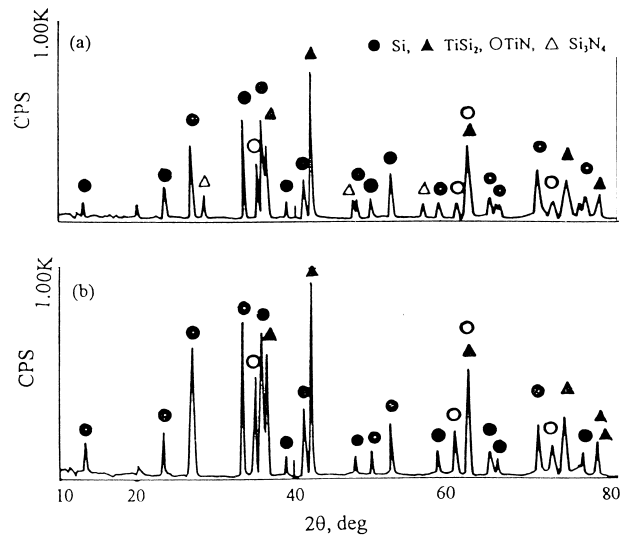 1.00K
(a)
● Si, ▲ TiSi₂, ○TiN, △ Si₃N₄
CPS
1.00K
(b)
CPS
10 20 40 60 80
2θ, deg